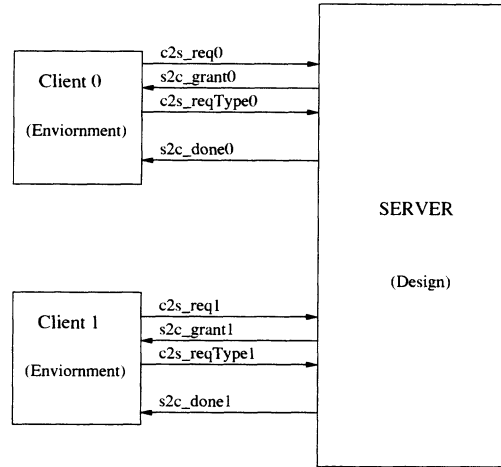 c2s_req0
s2c_grant0
c2s_reqType0
s2c_done0
Client 0
(Enviornment)
SERVER
(Design)
c2s_req1
s2c_grant1
c2s_reqType1
s2c_done1
Client 1
(Enviornment)